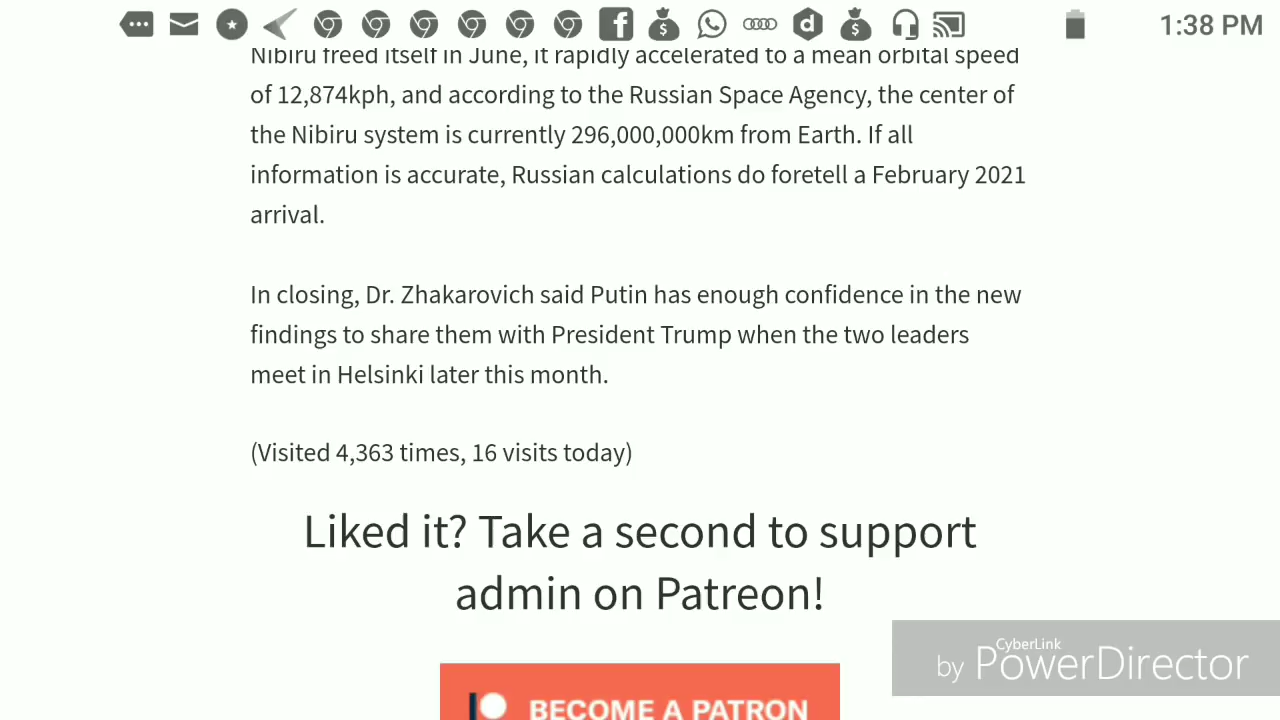 1:38 PM
Nibiru freed itself in June, it rapidly accelerated to a mean orbital speed
of 12,874kph, and according to the Russian Space Agency, the center of
the Nibiru system is currently 296,000,000km from Earth. If all
information is accurate, Russian calculations do foretell a February 2021
arrival.
In closing, Dr. Zhakarovich said Putin has enough confidence in the new
findings to share them with President Trump when the two leaders
meet in Helsinki later this month.
(Visited 4,363 times, 16 visits today)
Liked it? Take a second to support
admin on Patreon!
BECOME A PATRON
CyberLink
by PowerDirector